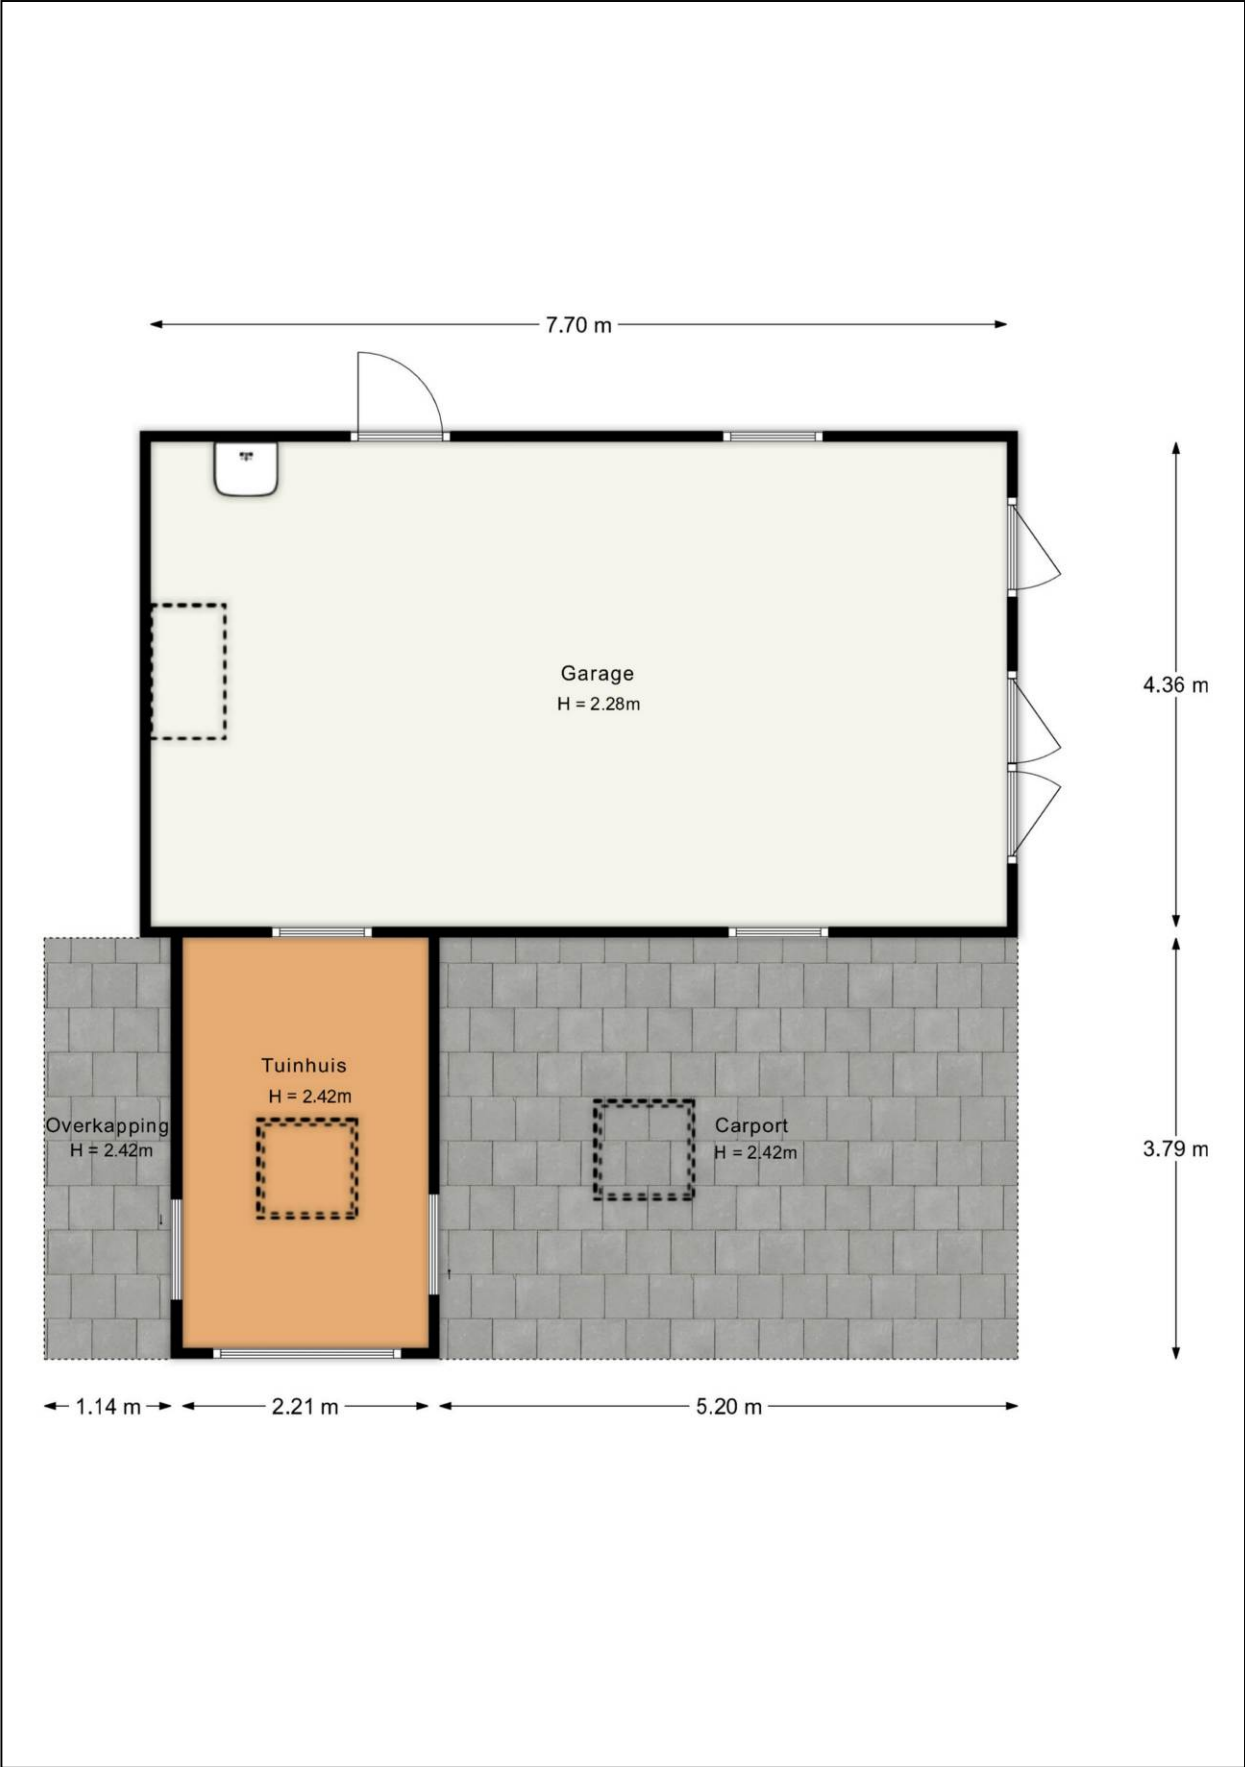 7.70 m
Garage
H = 2.28m
4.36 m
Tuinhuis
H = 2.42m
Overkapping
H = 2.42m
Carport
H = 2.42m
3.79 m
1.14 m
2.21 m
5.20 m